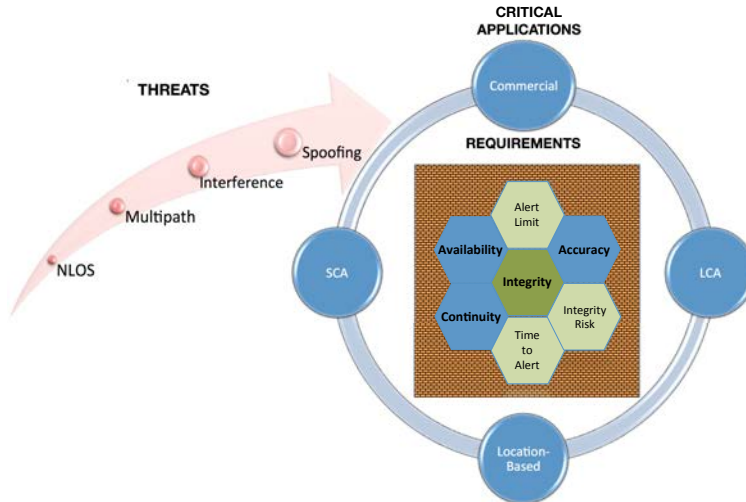 CRITICAL
APPLICATIONS
Commercial
THREATS
Spoofing
Interference
Multipath
NLOS
REQUIREMENTS
Alert
Limit
Availability
Accuracy
Integrity
Continuity
Integrity
Risk
Time
to
Alert
SCA
LCA
Location-
Based